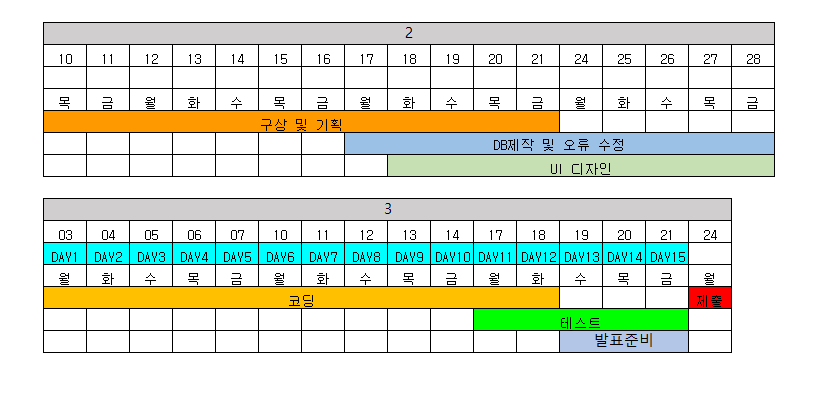 2
10 11 12 13 14 15 16 17 18 19 20 21 24 25 26 27 28
목 금 월 화 수 목 금 월 화 수 목 금 월 화 수 목 금
구상 및 기획
DB제작 및 오류 수정
UI 디자인
3
03 04 05 06 07 10 11 12 13 14 17 18 19 20 21 24
DAY1 DAY2 DAY3 DAY4 DAY5 DAY6 DAY7 DAY8 DAY9 DAY10 DAY11 DAY12 DAY13 DAY14 DAY15
월 화 수 목 금 월 화 수 목 금 월 화 수 목 금 월
코딩 제출
테스트
발표준비